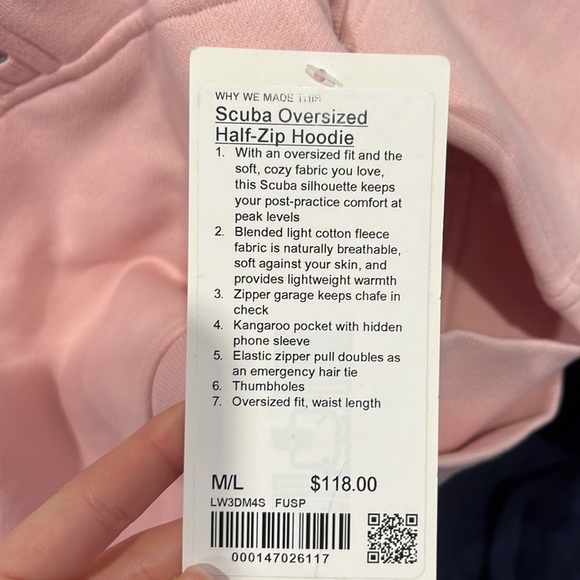 WHY WE MADE THIS
Scuba Oversized
Half-Zip Hoodie
1. With an oversized fit and the
soft, cozy fabric you love,
this Scuba silhouette keeps
your post-practice comfort at
peak levels
2. Blended light cotton fleece
fabric is naturally breathable,
soft against your skin, and
provides lightweight warmth
3. Zipper garage keeps chafe in
check
4. Kangaroo pocket with hidden
phone sleeve
5. Elastic zipper pull doubles as
an emergency hair tie
6. Thumbholes
7. Oversized fit, waist length
M/L $118.00
LW3DM4S FUSP
000147026117